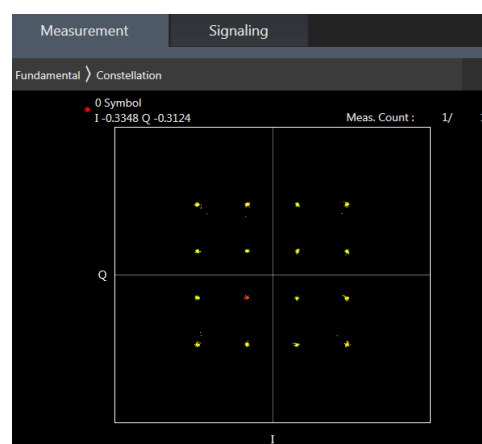 Measurement Signaling
Fundamental 〉 Constellation
0 Symbol
I -0.3348 Q -0.3124 Meas. Count : 1/
Q
I